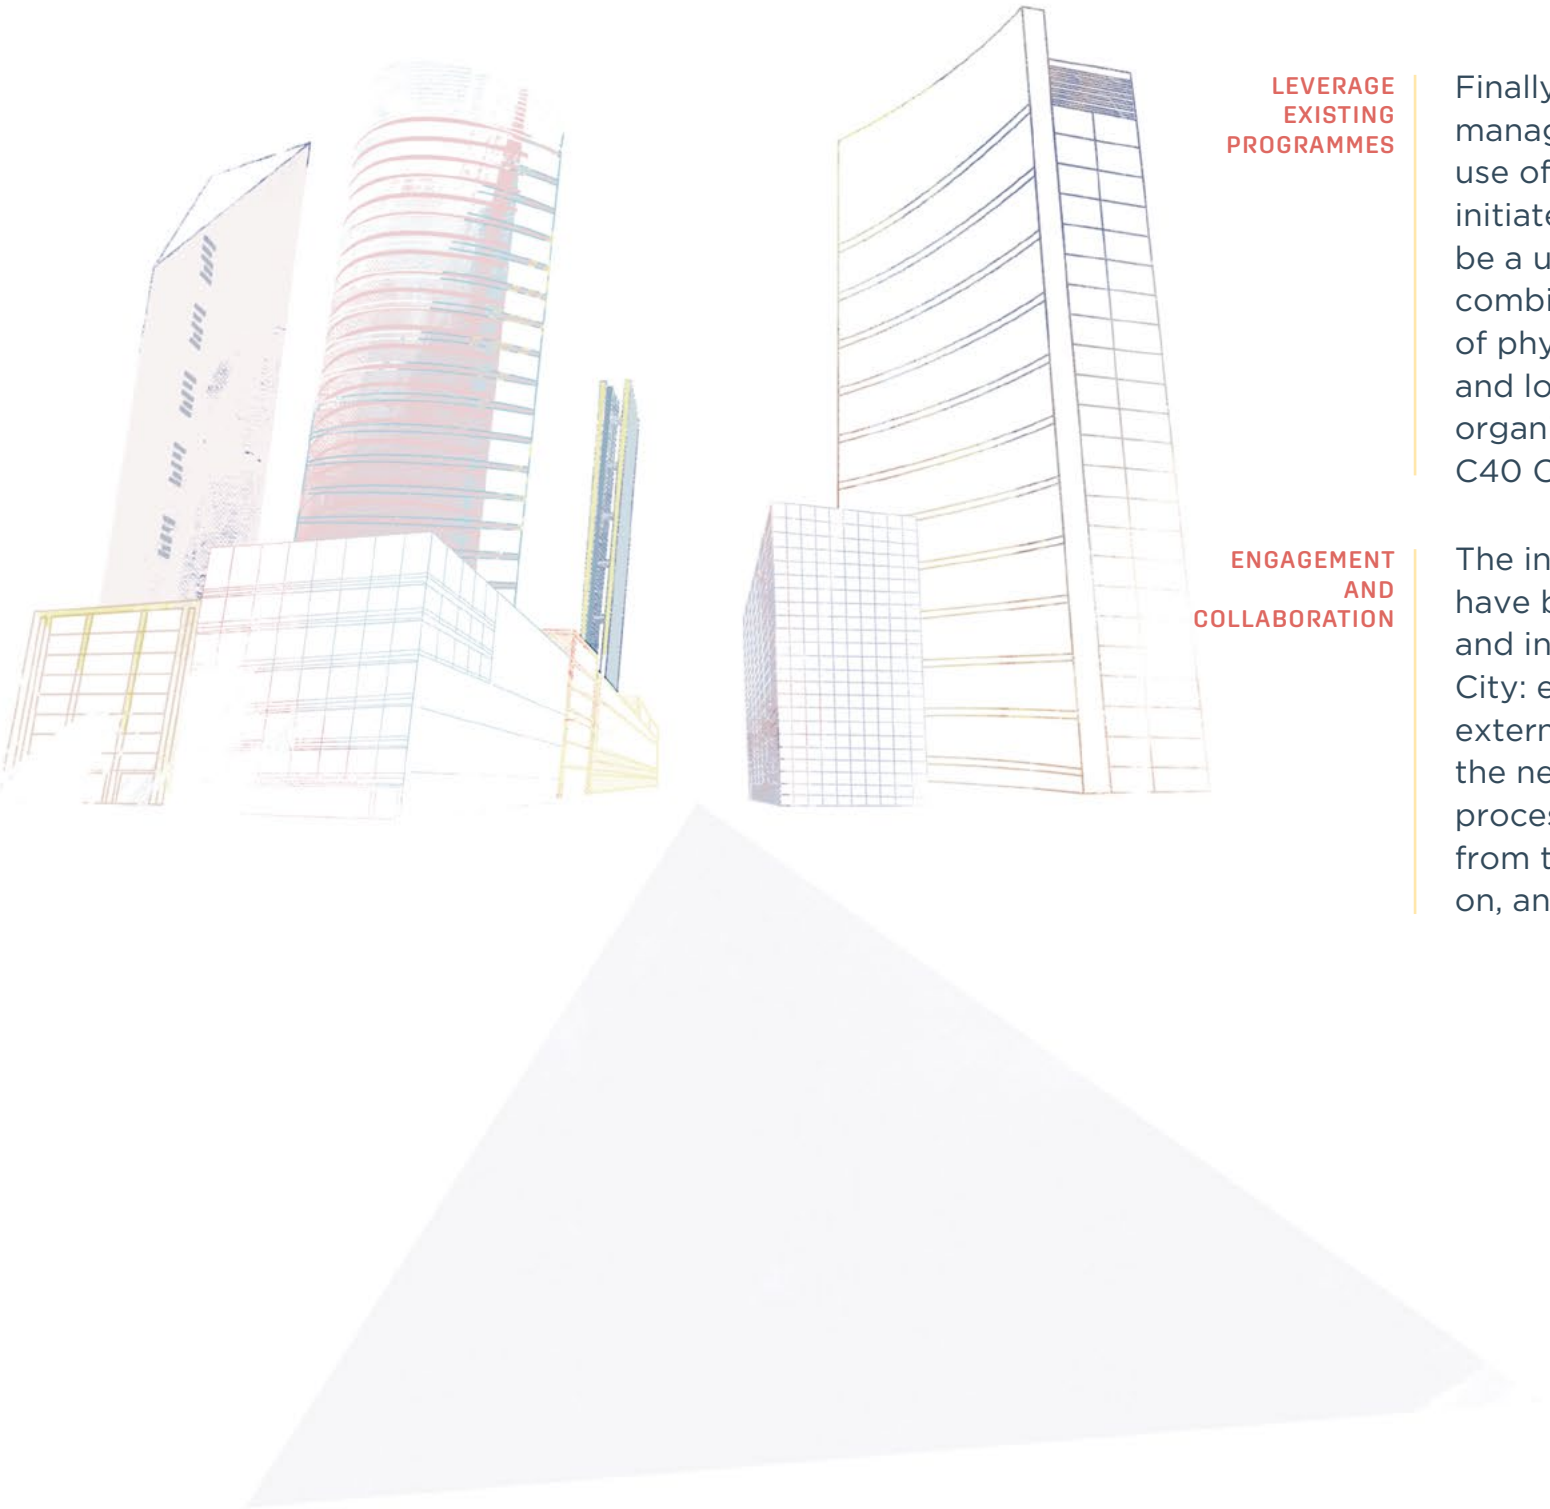 LEVERAGE
EXISTING
PROGRAMMES
Finally
manag
use of
initiate
be a u
combi
of phy
and lo
organ
C40 C
ENGAGEMENT
AND
COLLABORATION
The in
have b
and in
City: e
extern
the ne
proces
from t
on, an